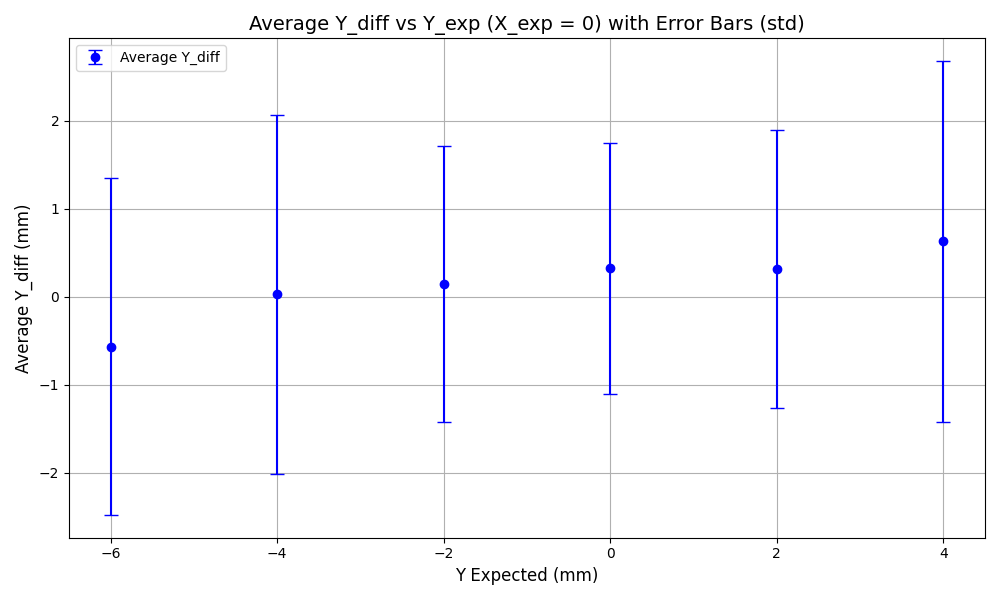 Average Y_diff vs Y_exp (X_exp = 0) with Error Bars (std)
Average Y_diff
2
1
0
−1
−2
Average Y_diff (mm)
−6 −4 −2 0 2 4
Y Expected (mm)